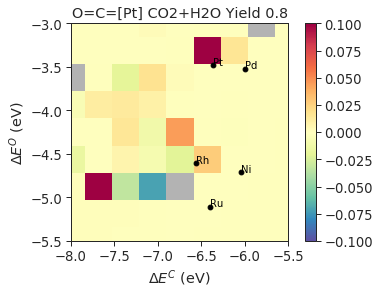 O=C=[Pt] CO2+H2O Yield 0.8
−3.0
−3.5
−4.0
−4.5
−5.0
−5.5
ΔE^O (eV)
Pt
Pd
Rh
Ni
Ru
−8.0 −7.5 −7.0 −6.5 −6.0 −5.5
ΔE^C (eV)
0.100
0.075
0.050
0.025
0.000
−0.025
−0.050
−0.075
−0.100